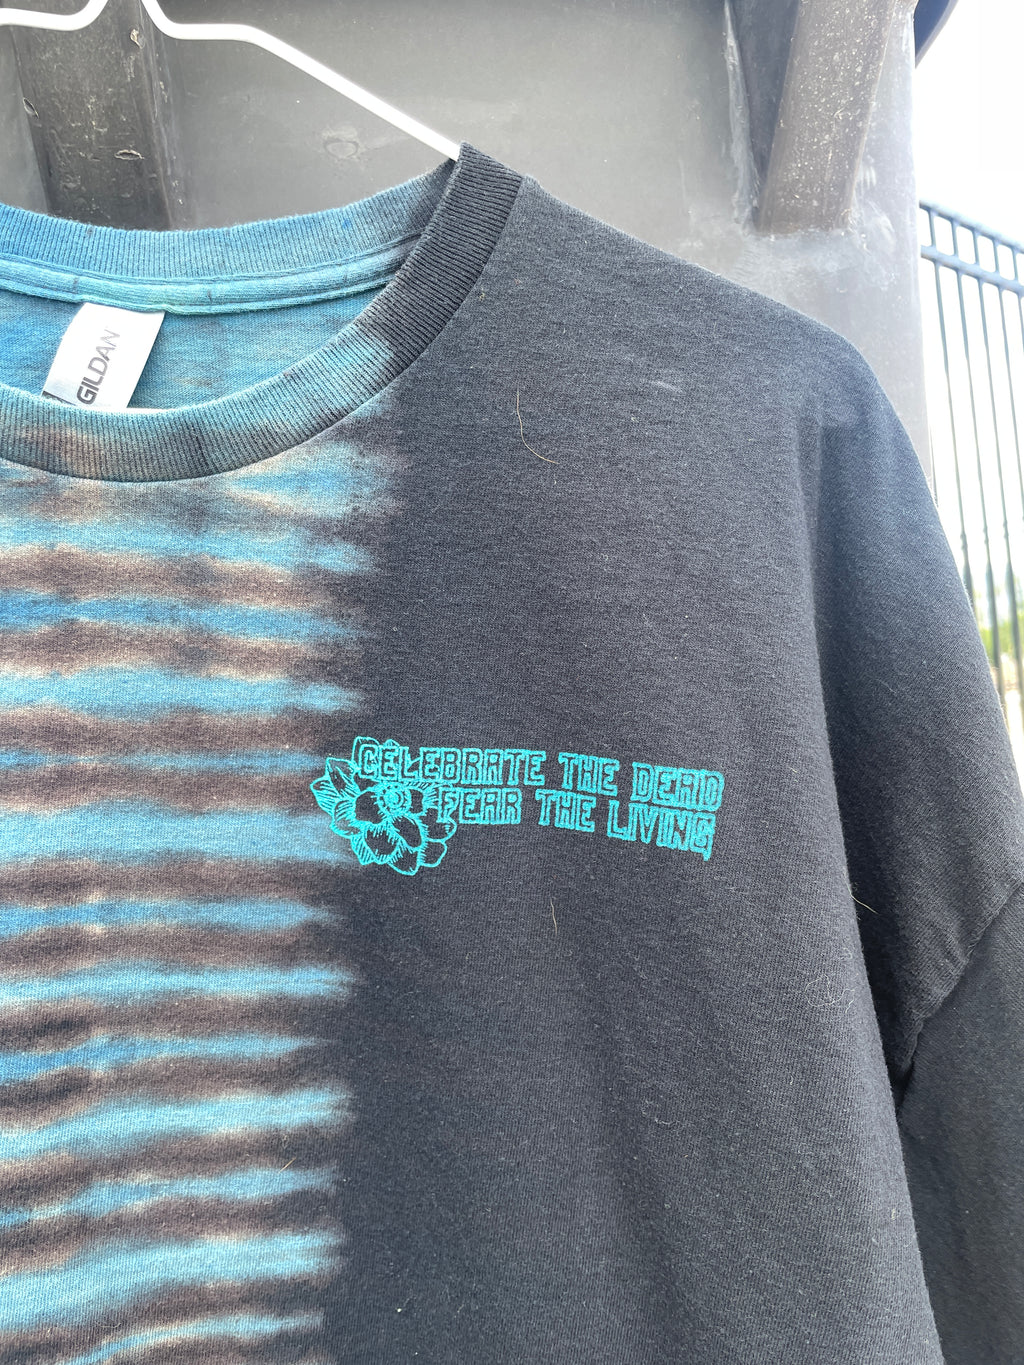 GILDAN
CELEBRATE THE DEAD
FEAR THE LIVING